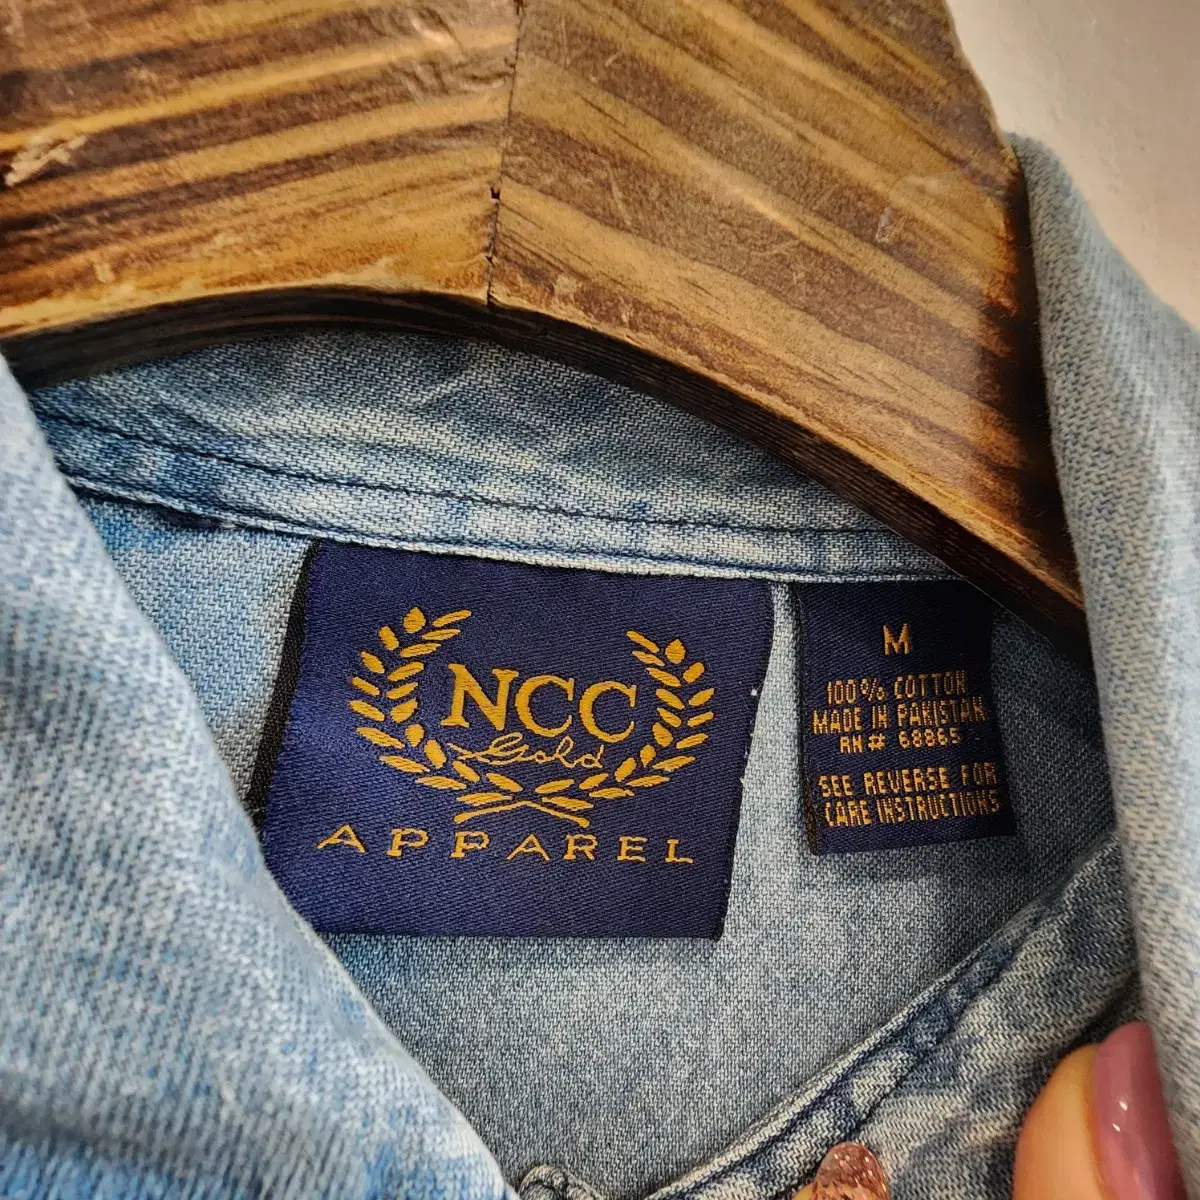 NCC
Gold
APPAREL
M
100% COTTON
MADE IN PAKISTAN
RN# 68865
SEE REVERSE FOR
CARE INSTRUCTIONS